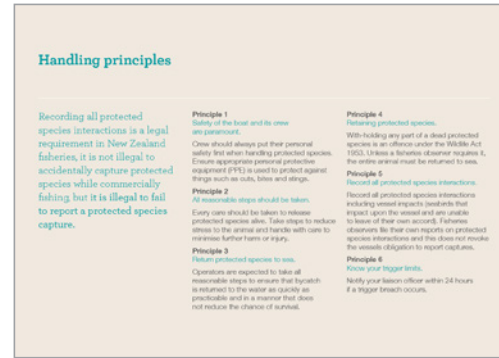 Handling principles
Recording all protected
species interactions is a legal
requirement in New Zealand
fisheries, it is not illegal to
accidentally capture protected
species while commercially
fishing, but it is illegal to fail
to report a protected species
capture.
Principle 1
Safety of the boat and its crew
are paramount.
Crew should always put their personal
safety first when handling protected species.
Ensure appropriate personal protective
equipment (PPE) is used to protect against
things such as cuts, bites and stings.
Principle 2
All reasonable steps should be taken.
Every care should be taken to release
protected species alive. Take steps to reduce
stress to the animal and handle with care to
minimise further harm or injury.
Principle 3
Return protected species to sea.
Operators are expected to take all
reasonable steps to ensure that bycatch
is returned to the water as quickly as
practicable and in a manner that does
not reduce the chance of survival.
Principle 4
Retaining protected species.
With-holding any part of a dead protected
species is an offence under the Wildlife Act
1953. Unless a fisheries observer requires it,
the entire animal must be returned to sea.
Principle 5
Record all protected species interactions.
Record all protected species interactions
including vessel impacts (seabirds that
impact upon the vessel and are unable
to leave of their own accord). Fisheries
observers file their own reports on protected
species interactions and this does not revoke
the vessels obligation to report captures.
Principle 6
Know your trigger limits.
Notify your liaison officer within 24 hours
if a trigger breach occurs.